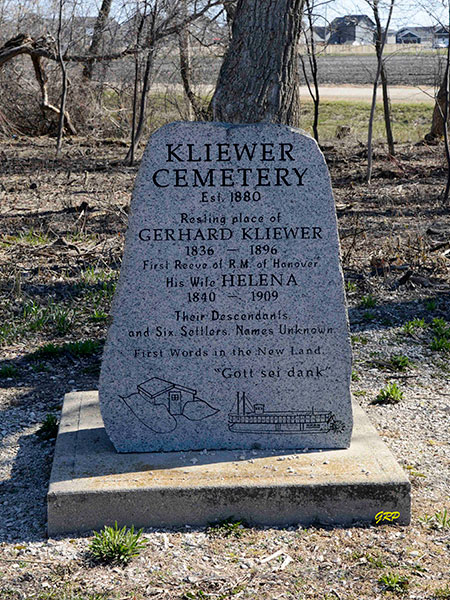 KLIEWER
CEMETERY
Est. 1880
Resting place of
GERHARD KLIEWER
1836 — 1896
First Reeve of R.M. of Hanover
His Wife HELENA
1840 — 1909
Their Descendants
and Six Settlers. Names Unknown
First Words in the New Land.
"Gott sei dank"
GRP